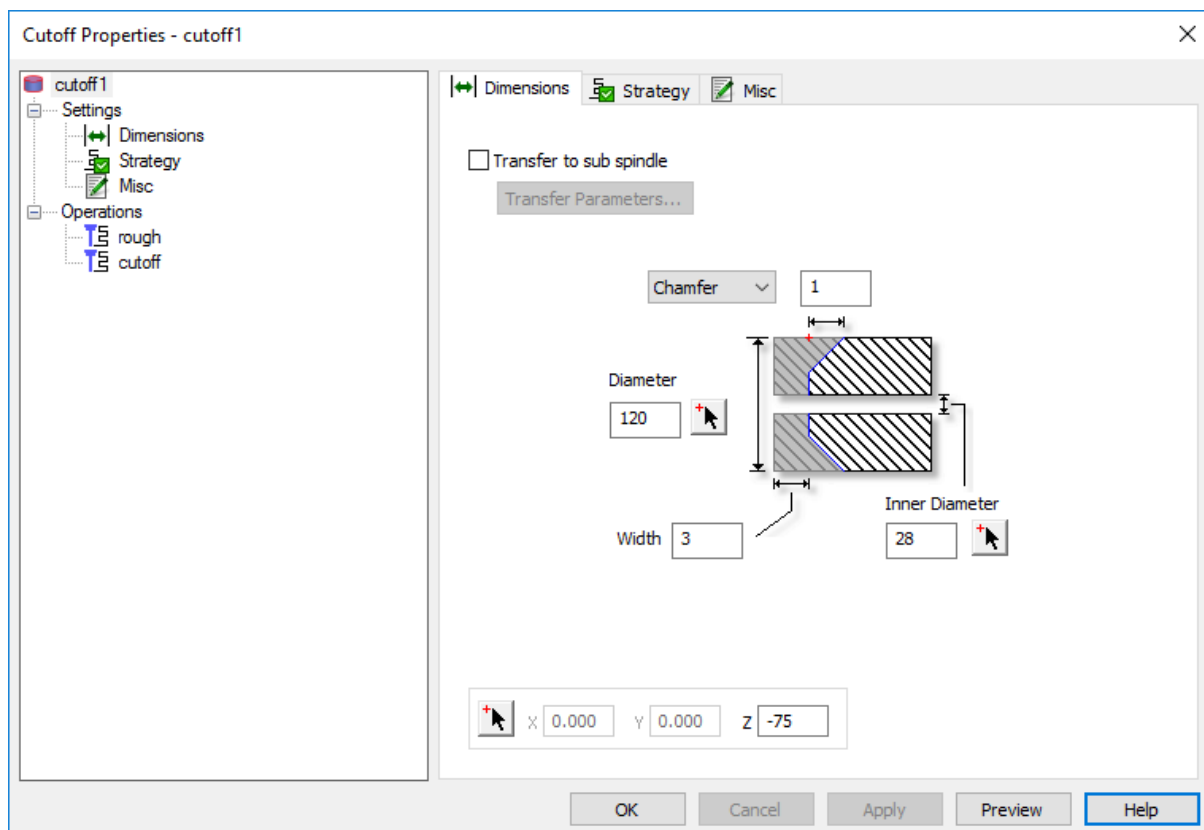 Cutoff Properties - cutoff1
cutoff1
Settings
Dimensions
Strategy
Misc
Operations
rough
cutoff
Dimensions Strategy Misc
Transfer to sub spindle
Transfer Parameters...
Chamfer 1
Diameter
120
Width 3
Inner Diameter
28
X 0.000 Y 0.000 Z -75
OK Cancel Apply Preview Help